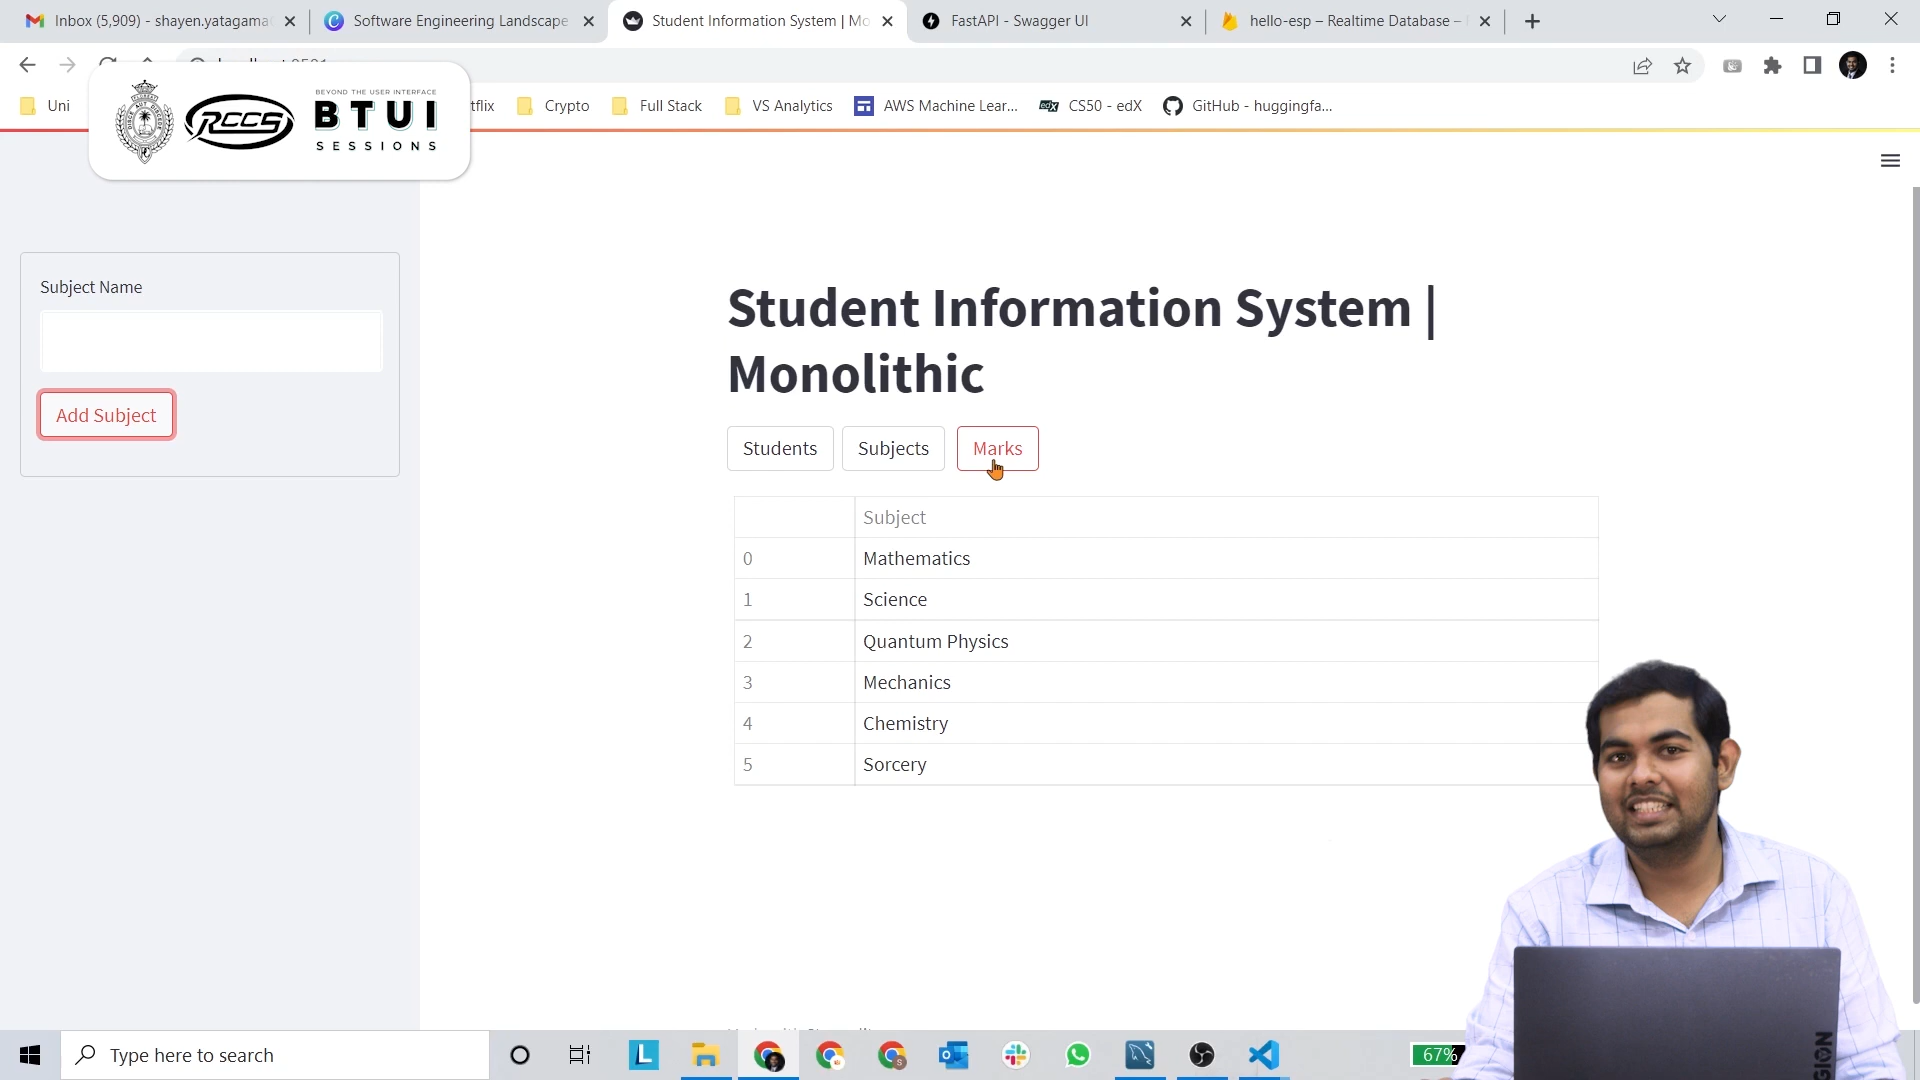 Inbox (5,909) - shayen.yatagama
Software Engineering Landscape
Student Information System | Mo
FastAPI - Swagger UI
hello-esp – Realtime Database –
Uni
tflix
Crypto
Full Stack
VS Analytics
AWS Machine Lear...
CS50 - edX
GitHub - huggingfa...
RCCS
BEYOND THE USER INTERFACE
BTUI
SESSIONS
Subject Name
Add Subject
Student Information System |
Monolithic
Students
Subjects
Marks
Subject
0 Mathematics
1 Science
2 Quantum Physics
3 Mechanics
4 Chemistry
5 Sorcery
Type here to search
67%